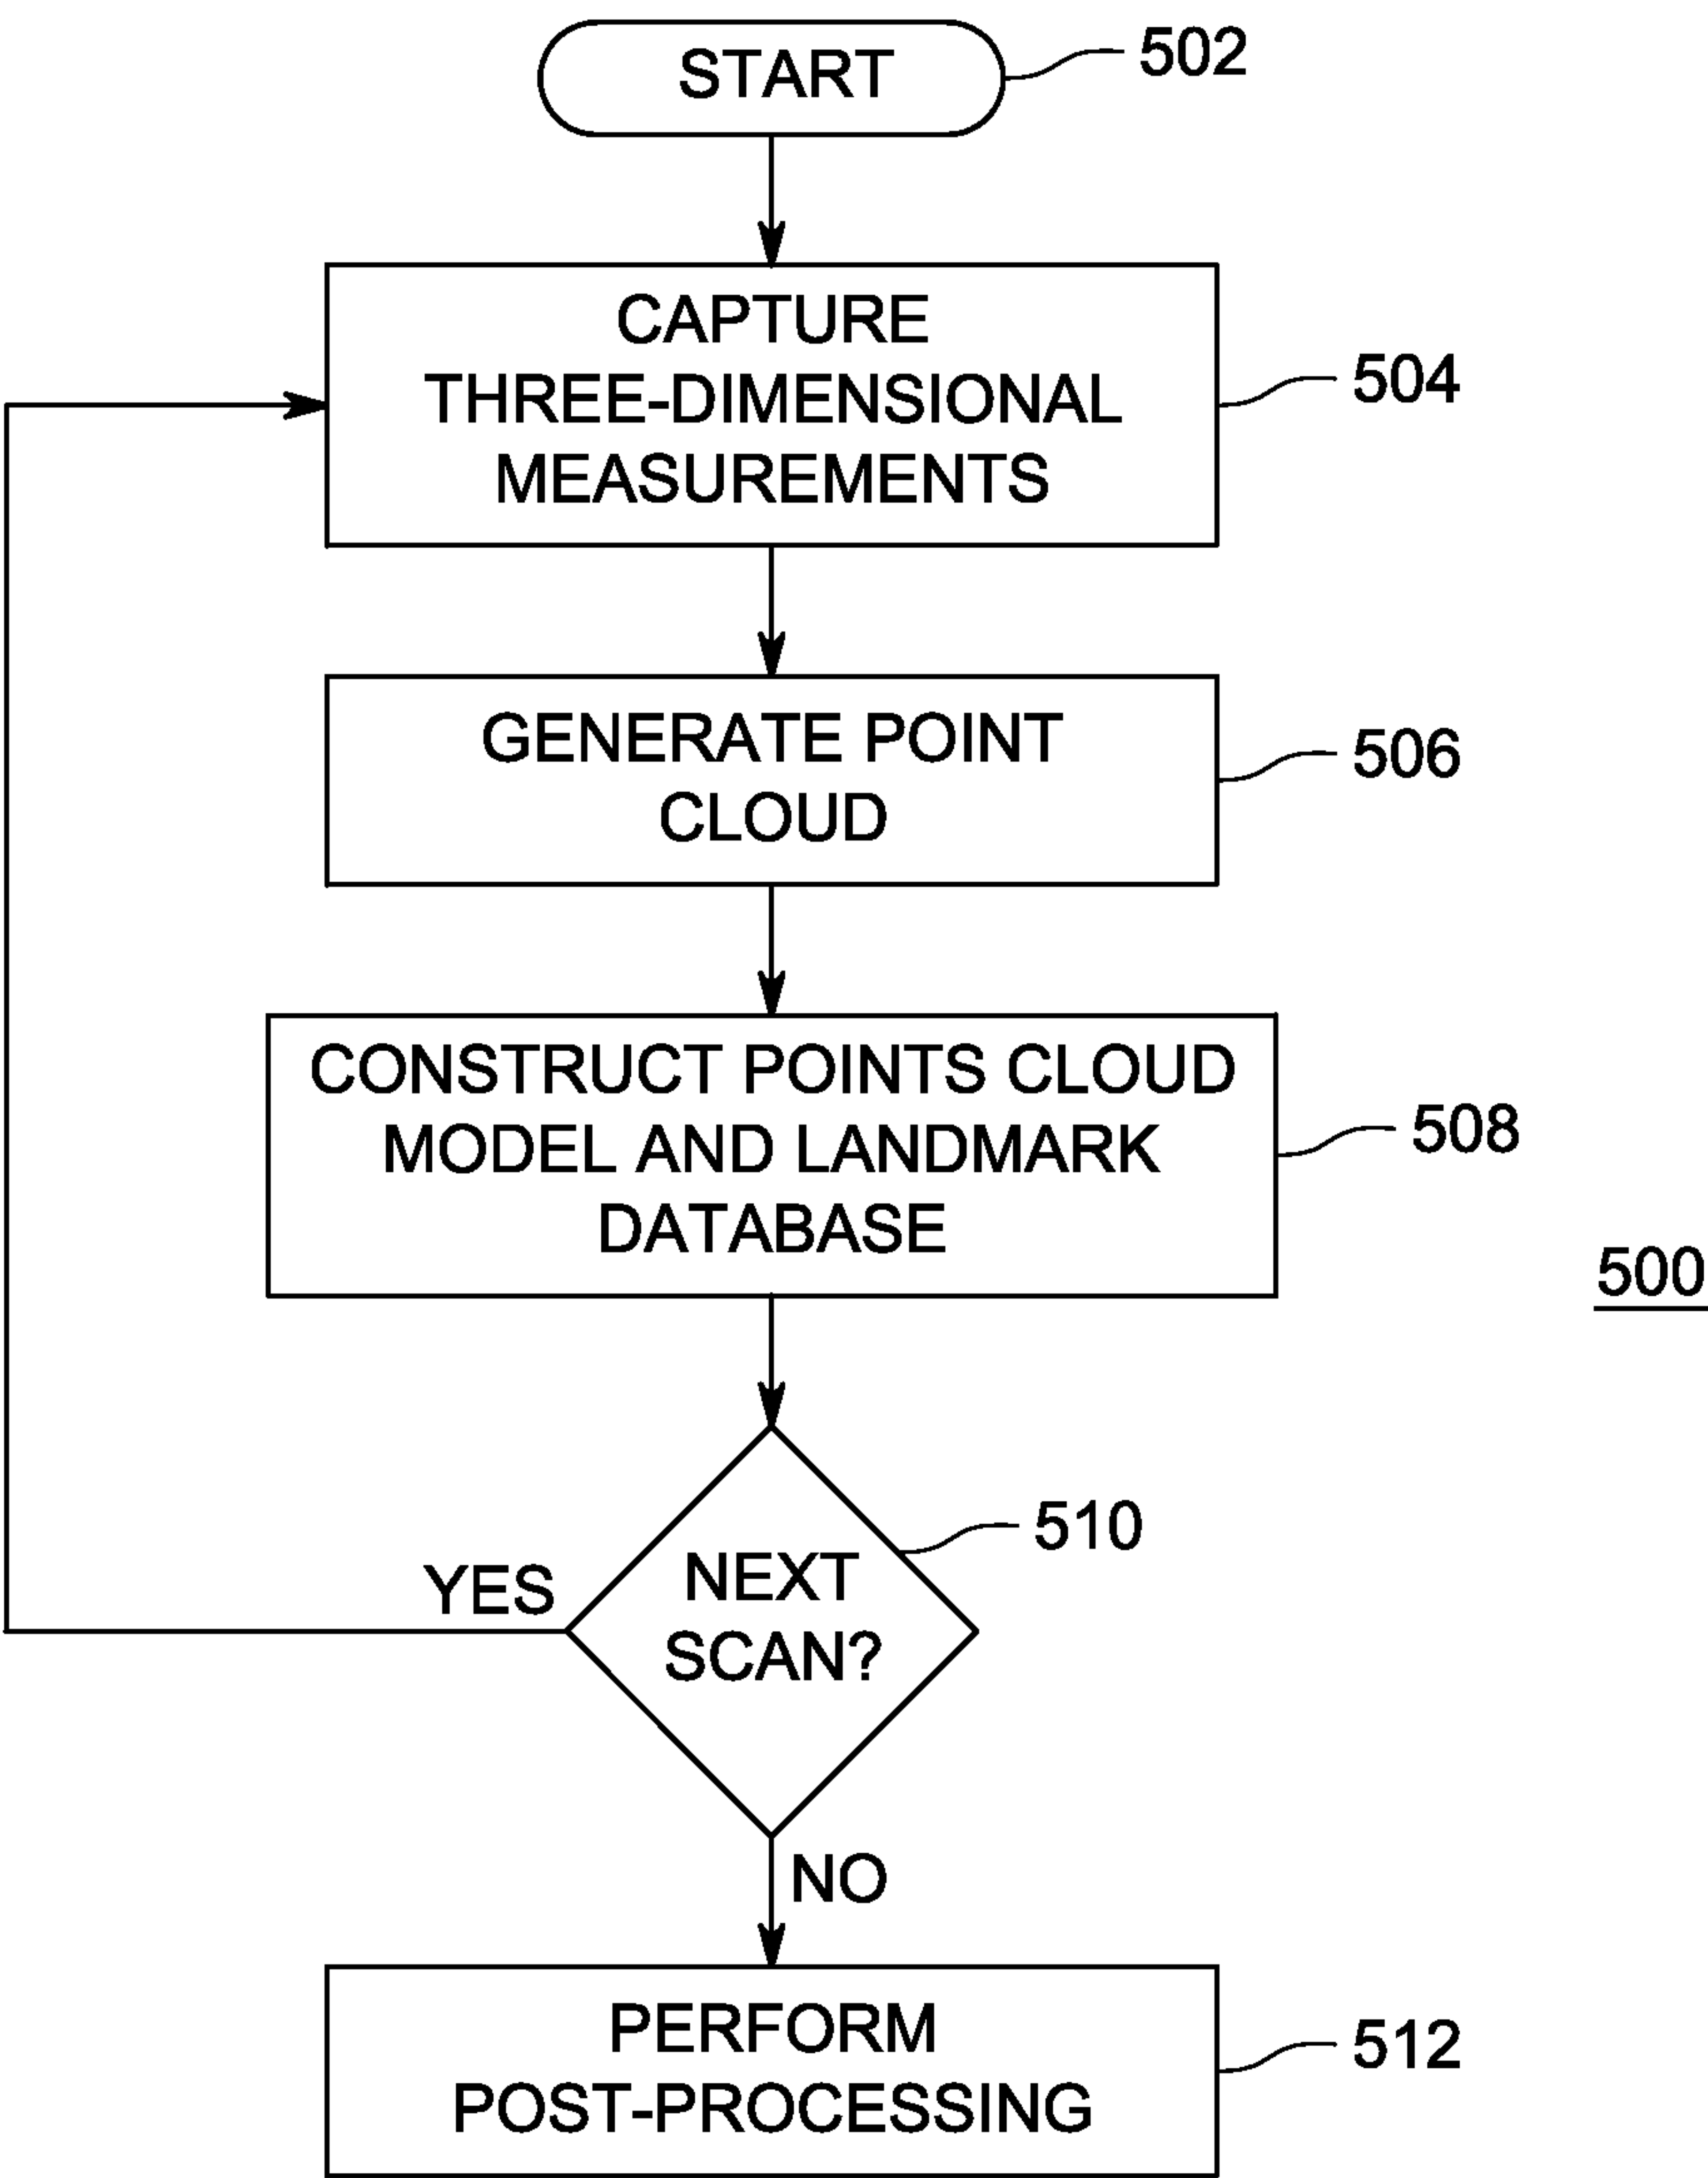 START
502
CAPTURE
THREE-DIMENSIONAL
MEASUREMENTS
504
GENERATE POINT
CLOUD
506
CONSTRUCT POINTS CLOUD
MODEL AND LANDMARK
DATABASE
508
500
NEXT
SCAN?
510
YES
NO
PERFORM
POST-PROCESSING
512